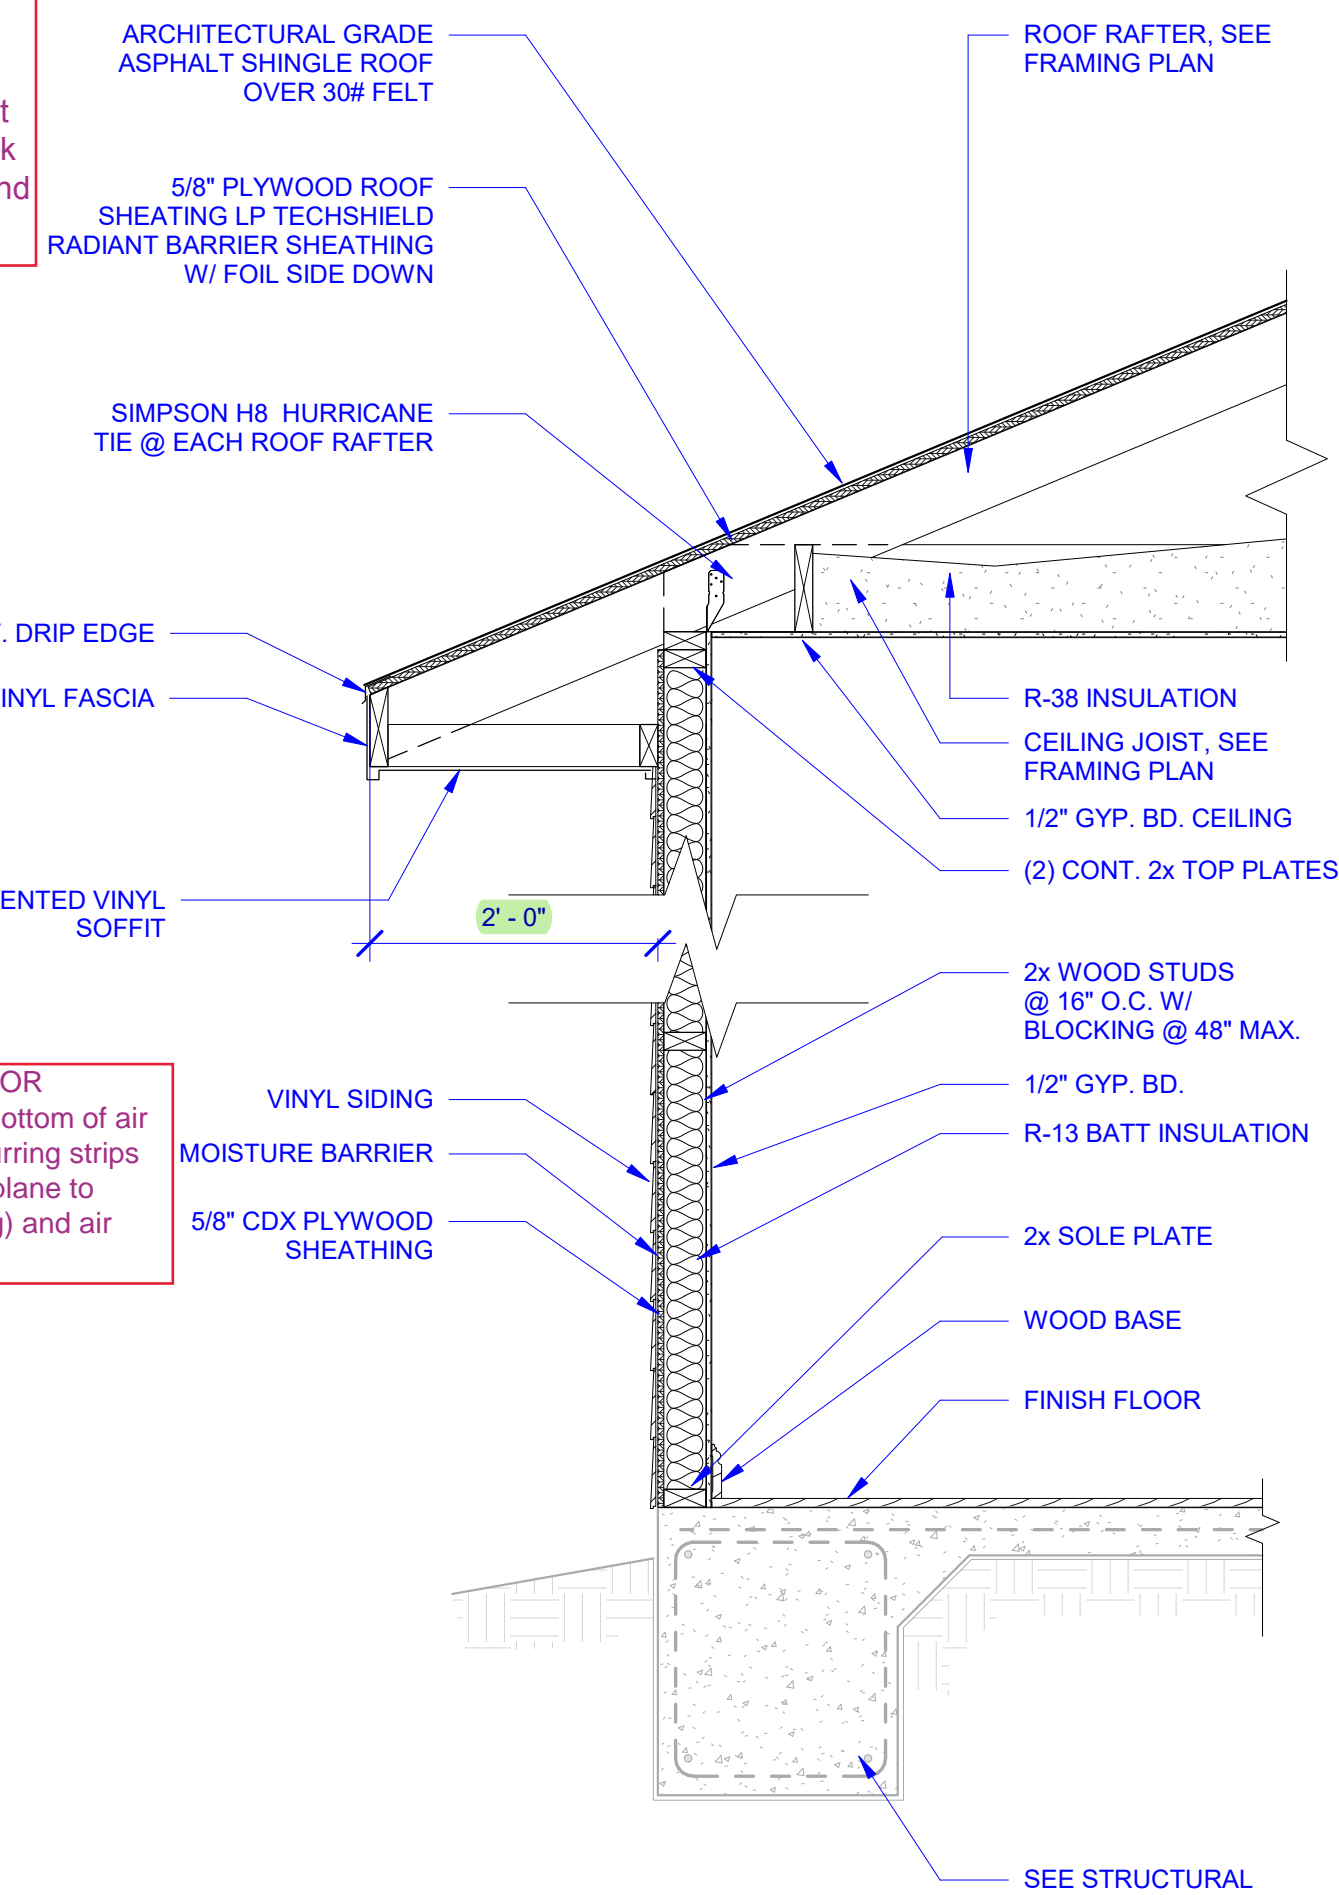 ARCHITECTURAL GRADE
ASPHALT SHINGLE ROOF
OVER 30# FELT
ROOF RAFTER, SEE
FRAMING PLAN
5/8" PLYWOOD ROOF
SHEATING LP TECHSHIELD
RADIANT BARRIER SHEATHING
W/ FOIL SIDE DOWN
SIMPSON H8 HURRICANE
TIE @ EACH ROOF RAFTER
DRIP EDGE
FASCIA
SOFFIT
2' - 0"
R-38 INSULATION
CEILING JOIST, SEE
FRAMING PLAN
1/2" GYP. BD. CEILING
(2) CONT. 2x TOP PLATES
2x WOOD STUDS
@ 16" O.C. W/
BLOCKING @ 48" MAX.
1/2" GYP. BD.
R-13 BATT INSULATION
2x SOLE PLATE
WOOD BASE
FINISH FLOOR
SEE STRUCTURAL
OR
ottom of air
urring strips
plane to
g) and air
VINYL SIDING
MOISTURE BARRIER
5/8" CDX PLYWOOD
SHEATHING